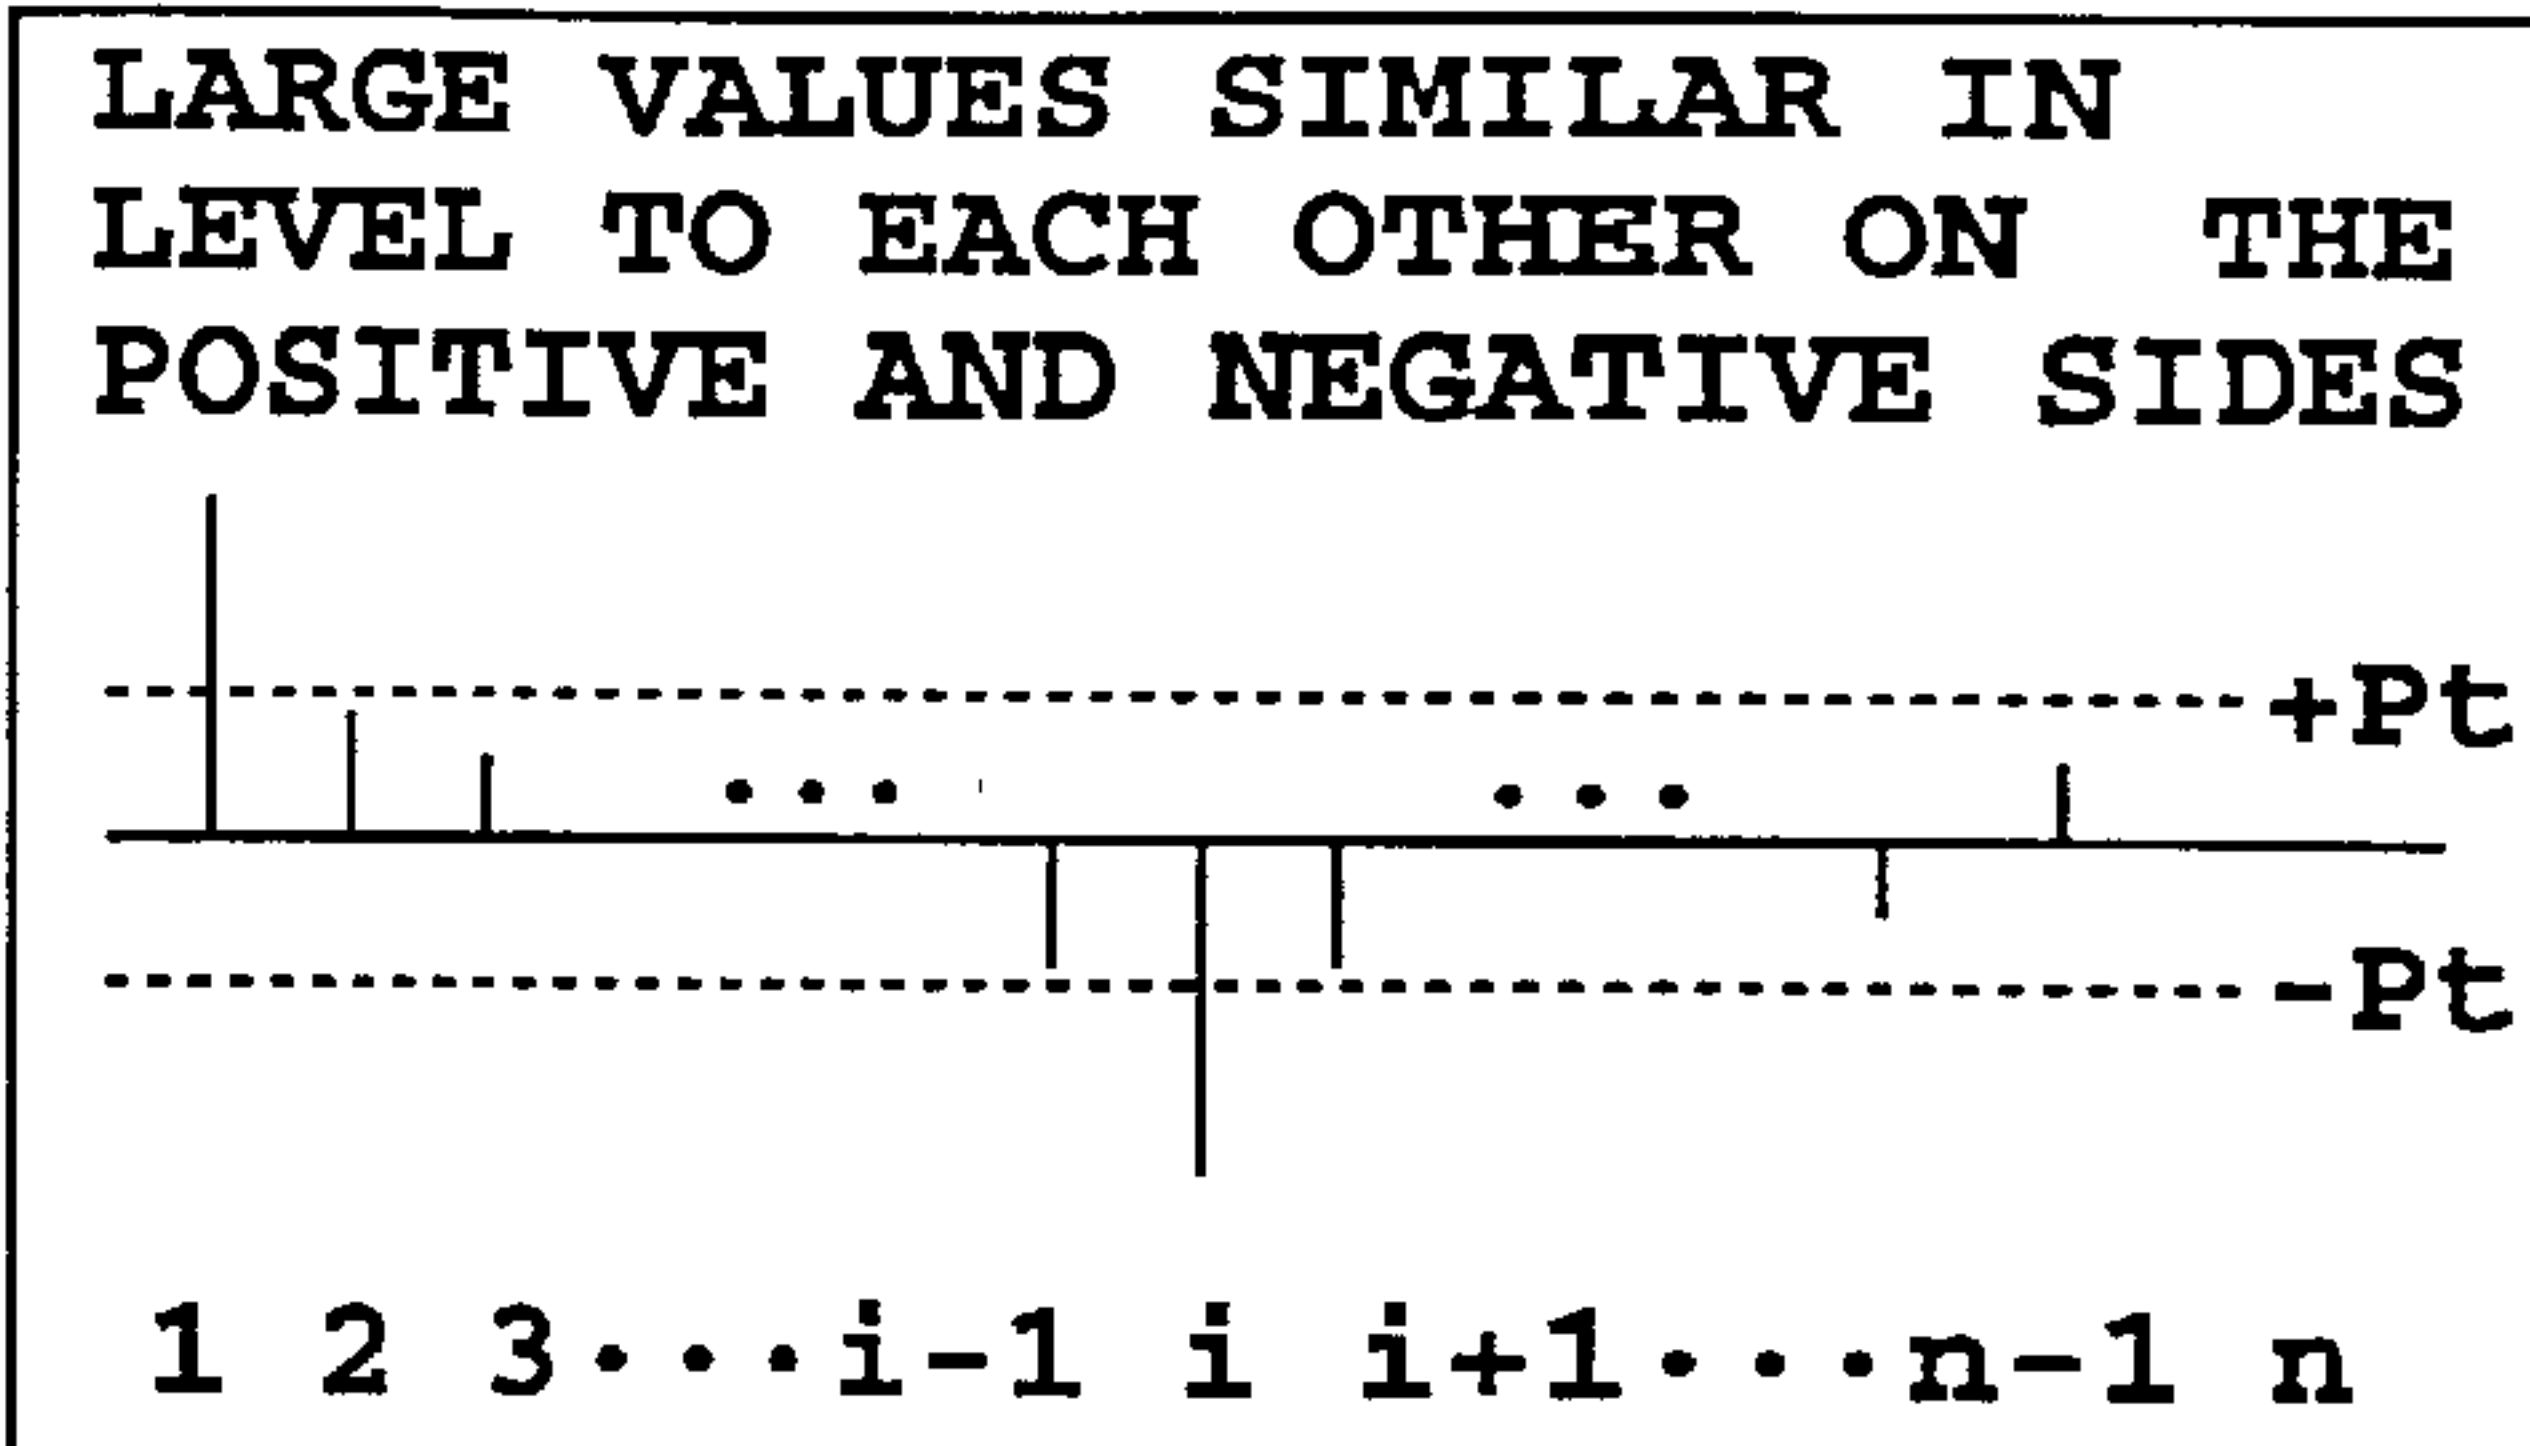 LARGE VALUES SIMILAR IN
LEVEL TO EACH OTHER ON THE
POSITIVE AND NEGATIVE SIDES
+Pt
-Pt
1 2 3･･･i-1 i i+1･･･n-1 n